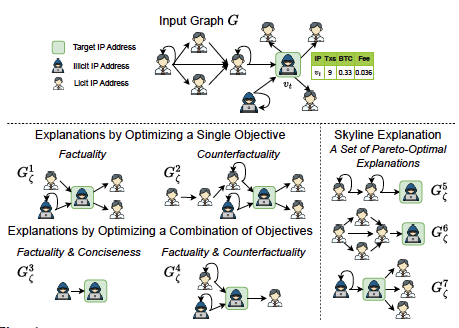 Input Graph G
Target IP Address
Illicit IP Address
Licit IP Address
IP Txs BTC Fee
v_t 9 0.33 0.036
v_t
Explanations by Optimizing a Single Objective
Factuality
Counterfactuality
G_ζ^1
G_ζ^2
Explanations by Optimizing a Combination of Objectives
Factuality & Conciseness
Factuality & Counterfactuality
G_ζ^3
G_ζ^4
Skyline Explanation
A Set of Pareto-Optimal
Explanations
G_ζ^5
G_ζ^6
G_ζ^7